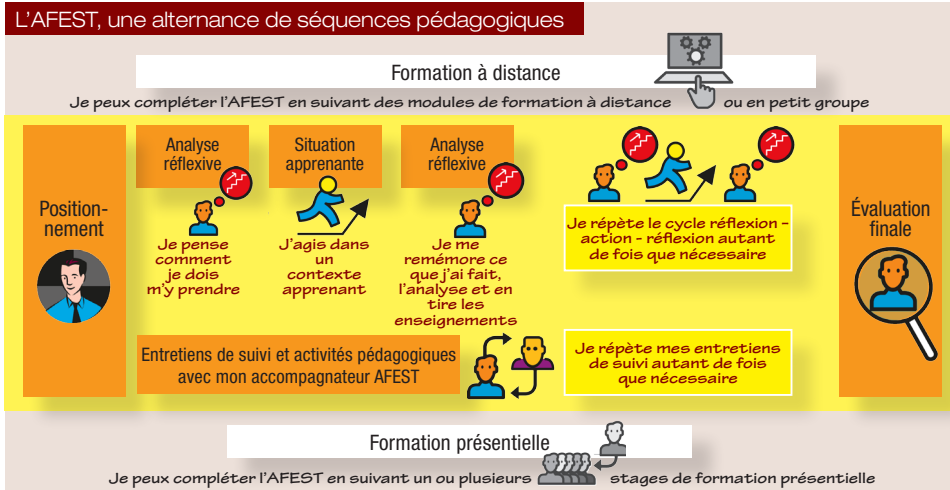 L'AFEST, une alternance de séquences pédagogiques
Formation à distance
Je peux compléter l'AFEST en suivant des modules de formation à distance ou en petit groupe
Position-
nement
Analyse
réflexive
Je pense
comment
je dois
m'y prendre
Situation
apprenante
J'agis dans
un
contexte
apprenant
Analyse
réflexive
Je me
remémore ce
que j'ai fait,
l'analyse et en
tire les
enseignements
Je répète le cycle réflexion -
action - réflexion autant
de fois que nécessaire
Entretiens de suivi et activités pédagogiques
avec mon accompagnateur AFEST
Je répète mes entretiens
de suivi autant de fois
que nécessaire
Évaluation
finale
Formation présentielle
Je peux compléter l'AFEST en suivant un ou plusieurs stages de formation présentielle